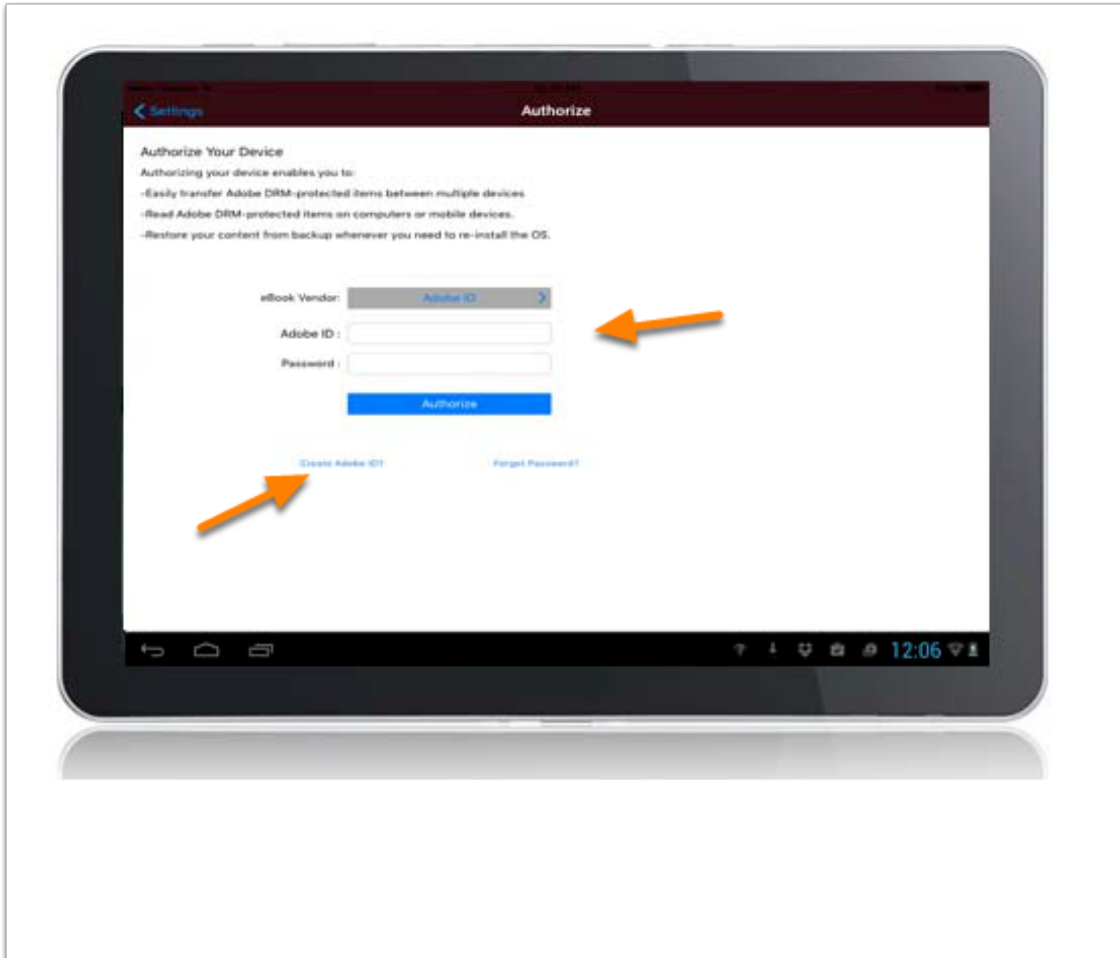 Settings
Authorize
Authorize Your Device
Authorizing your device enables you to:
-Easily transfer Adobe DRM-protected items between multiple devices
-Read Adobe DRM-protected items on computers or mobile devices.
-Restore your content from backup whenever you need to re-install the OS.
eBook Vendor: Adobe ID
Adobe ID :
Password :
Authorize
Create Adobe ID? Forgot Password?
12:06